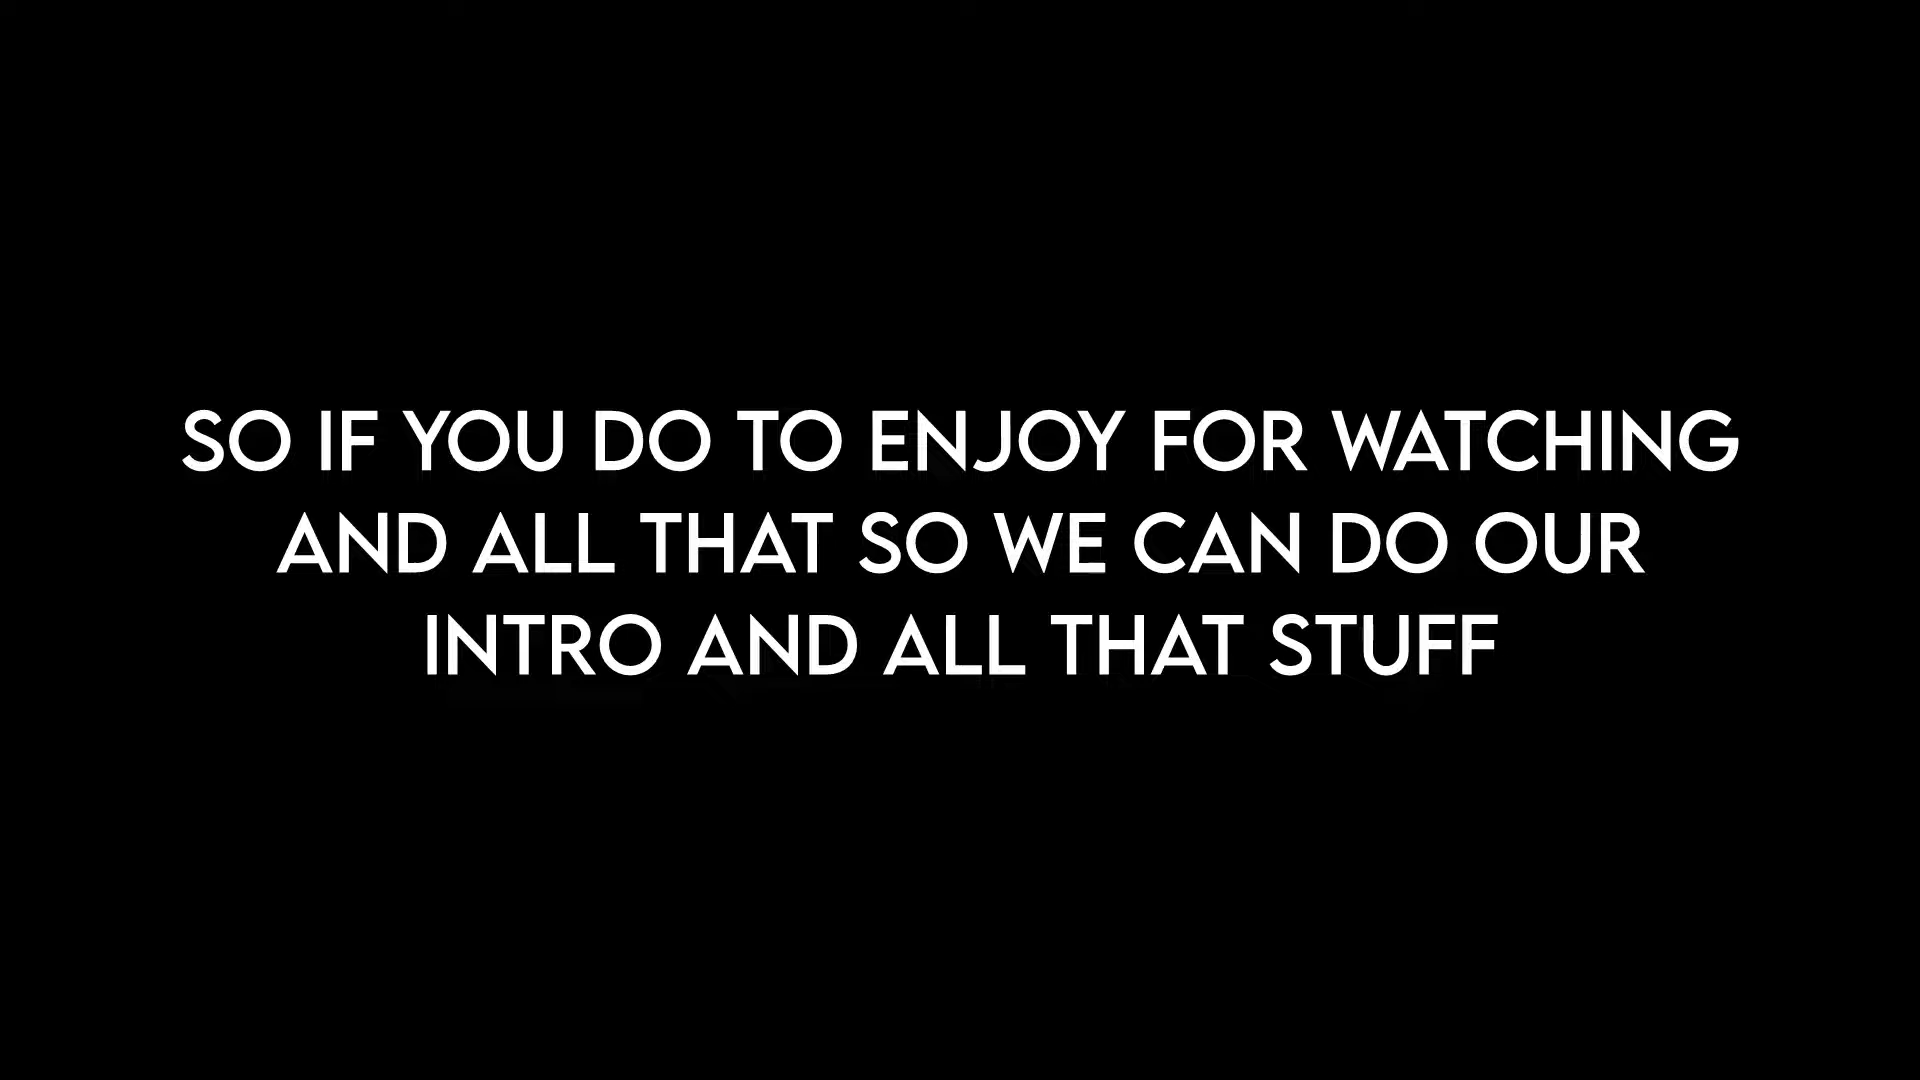 SO IF YOU DO TO ENJOY FOR WATCHING
AND ALL THAT SO WE CAN DO OUR
INTRO AND ALL THAT STUFF